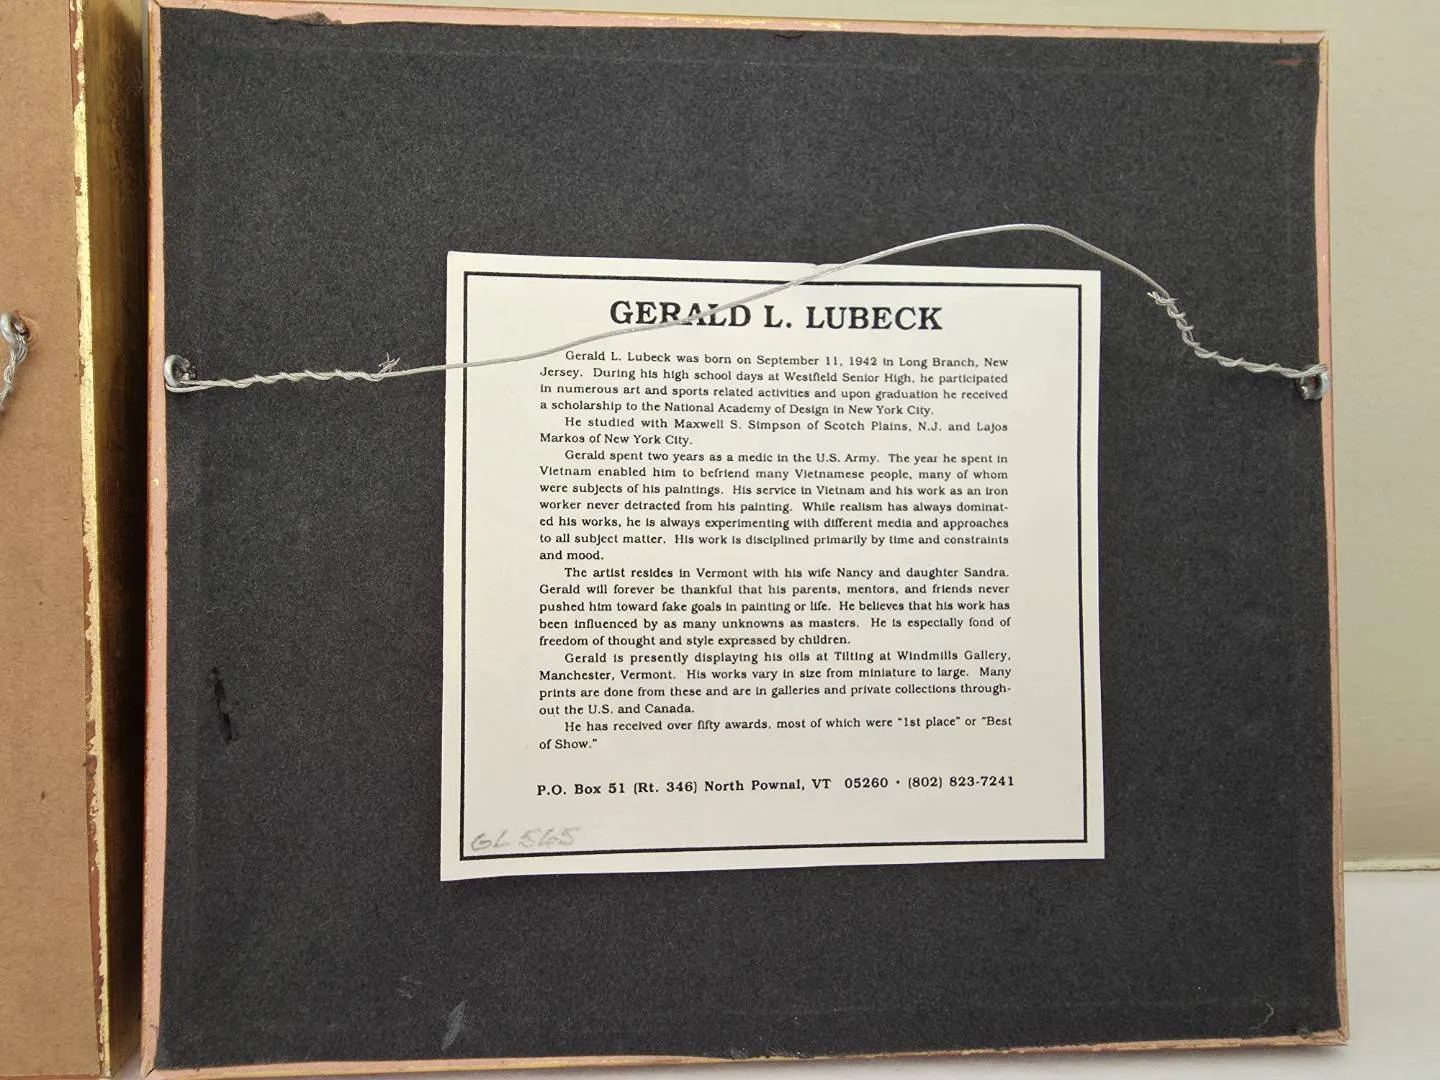 GERALD L. LUBECK
Gerald L. Lubeck was born on September 11, 1942 in Long Branch, New
Jersey. During his high school days at Westfield Senior High, he participated
in numerous art and sports related activities and upon graduation he received
a scholarship to the National Academy of Design in New York City.
He studied with Maxwell S. Simpson of Scotch Plains, N.J. and Lajos
Markos of New York City.
Gerald spent two years as a medic in the U.S. Army. The year he spent in
Vietnam enabled him to befriend many Vietnamese people, many of whom
were subjects of his paintings. His service in Vietnam and his work as an iron
worker never detracted from his painting. While realism has always dominat-
ed his works, he is always experimenting with different media and approaches
to all subject matter. His work is disciplined primarily by time and constraints
and mood.
The artist resides in Vermont with his wife Nancy and daughter Sandra.
Gerald will forever be thankful that his parents, mentors, and friends never
pushed him toward fake goals in painting or life. He believes that his work has
been influenced by as many unknowns as masters. He is especially fond of
freedom of thought and style expressed by children.
Gerald is presently displaying his oils at Tilting at Windmills Gallery,
Manchester, Vermont. His works vary in size from miniature to large. Many
prints are done from these and are in galleries and private collections through-
out the U.S. and Canada.
He has received over fifty awards, most of which were "1st place" or "Best
of Show."
P.O. Box 51 (Rt. 346) North Pownal, VT 05260 • (802) 823-7241
GL 565